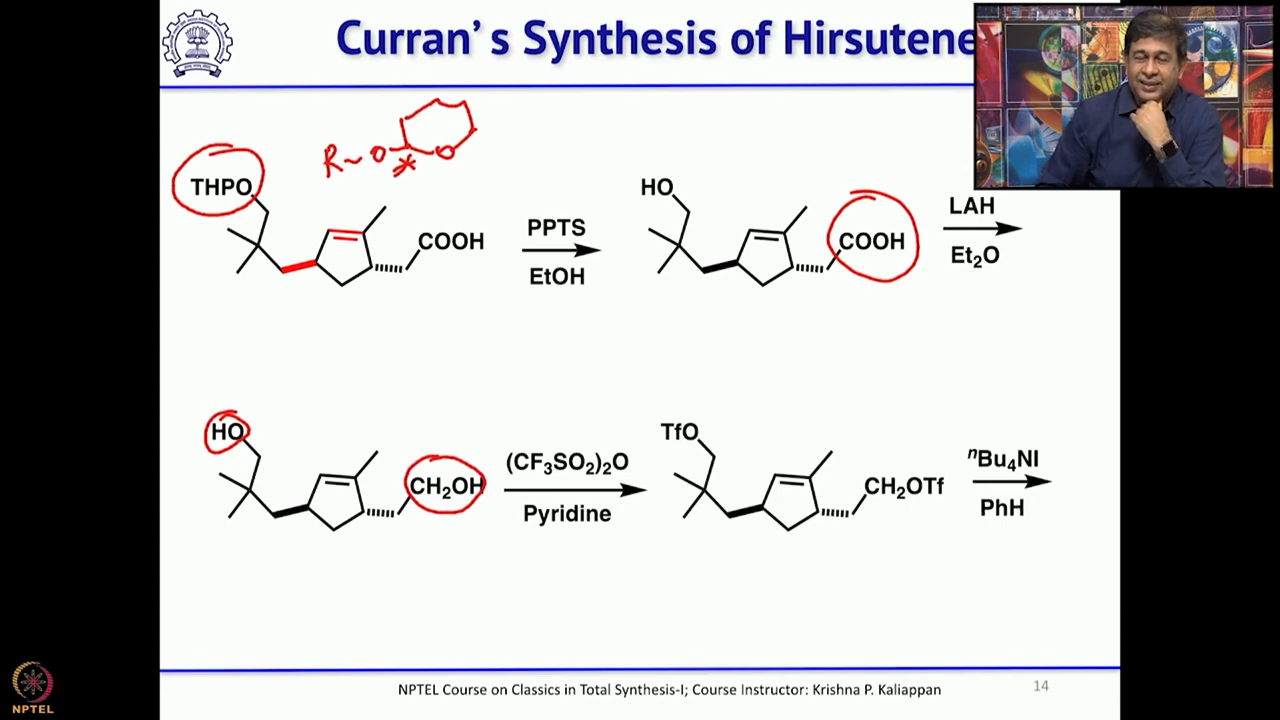 Curran's Synthesis of Hirsutene
R~O
*
O
THPO
COOH
PPTS
EtOH
HO
COOH
LAH
Et₂O
HO
CH₂OH
(CF₃SO₂)₂O
Pyridine
TfO
CH₂OTf
ⁿBu₄NI
PhH
NPTEL Course on Classics in Total Synthesis-I; Course Instructor: Krishna P. Kaliappan
14
NPTEL